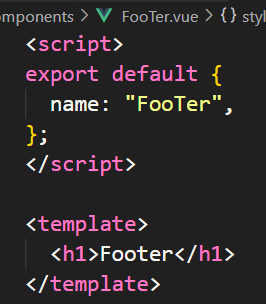 omponents > FooTer.vue > {} styl
<script>
export default {
  name: "FooTer",
};
</script>

<template>
  <h1>Footer</h1>
</template>